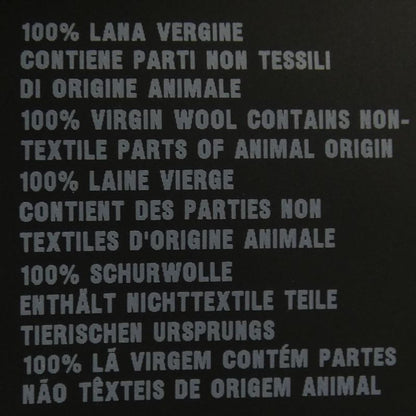 100% LANA VERGINE
CONTIENE PARTI NON TESSILI
DI ORIGINE ANIMALE
100% VIRGIN WOOL CONTAINS NON-
TEXTILE PARTS OF ANIMAL ORIGIN
100% LAINE VIERGE
CONTIENT DES PARTIES NON
TEXTILES D'ORIGINE ANIMALE
100% SCHURWOLLE
ENTHÅLT NICHTTEXTILE TEILE
TIERISCHEN URSPRUNGS
100% LÃ VIRGEM CONTÉM PARTES
NÃO TÊXTEIS DE ORIGEM ANIMAL